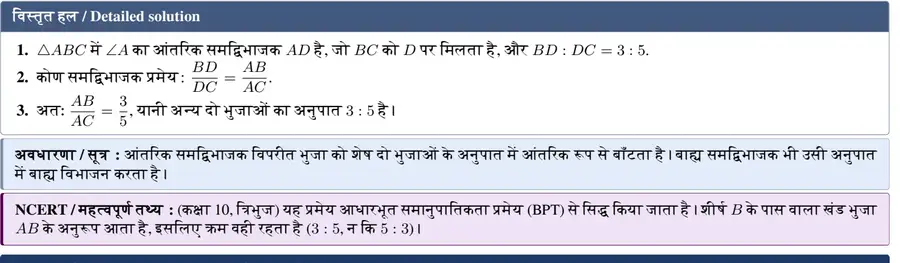 विस्तृत हल / Detailed solution
1. △ABC में ∠A का आंतरिक समद्विभाजक AD है, जो BC को D पर मिलता है, और BD : DC = 3 : 5.
2. कोण समद्विभाजक प्रमेय : BD/DC = AB/AC.
3. अतः AB/AC = 3/5, यानी अन्य दो भुजाओं का अनुपात 3 : 5 है।
अवधारणा / सूत्र : आंतरिक समद्विभाजक विपरीत भुजा को शेष दो भुजाओं के अनुपात में आंतरिक रूप से बाँटता है। बाह्य समद्विभाजक भी उसी अनुपात
में बाह्य विभाजन करता है।
NCERT / महत्वपूर्ण तथ्य : (कक्षा 10, त्रिभुज) यह प्रमेय आधारभूत समानुपातिकता प्रमेय (BPT) से सिद्ध किया जाता है। शीर्ष B के पास वाला खंड भुजा
AB के अनुरूप आता है, इसलिए क्रम वही रहता है (3 : 5, न कि 5 : 3)।